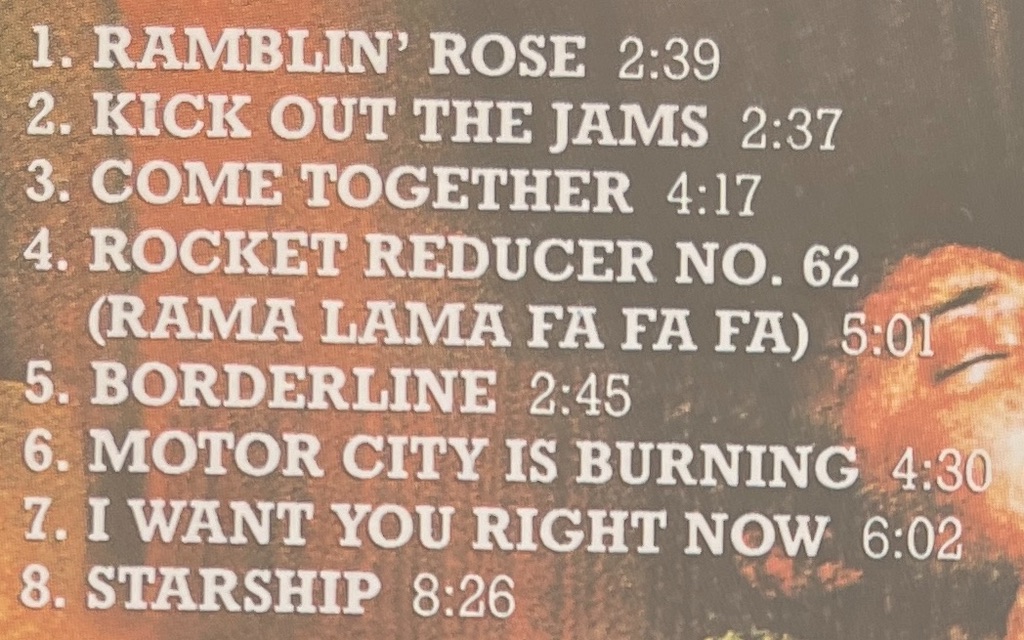 1. RAMBLIN’ ROSE 2:39
2. KICK OUT THE JAMS 2:37
3. COME TOGETHER 4:17
4. ROCKET REDUCER NO. 62
(RAMA LAMA FA FA FA) 5:01
5. BORDERLINE 2:45
6. MOTOR CITY IS BURNING 4:30
7. I WANT YOU RIGHT NOW 6:02
8. STARSHIP 8:26